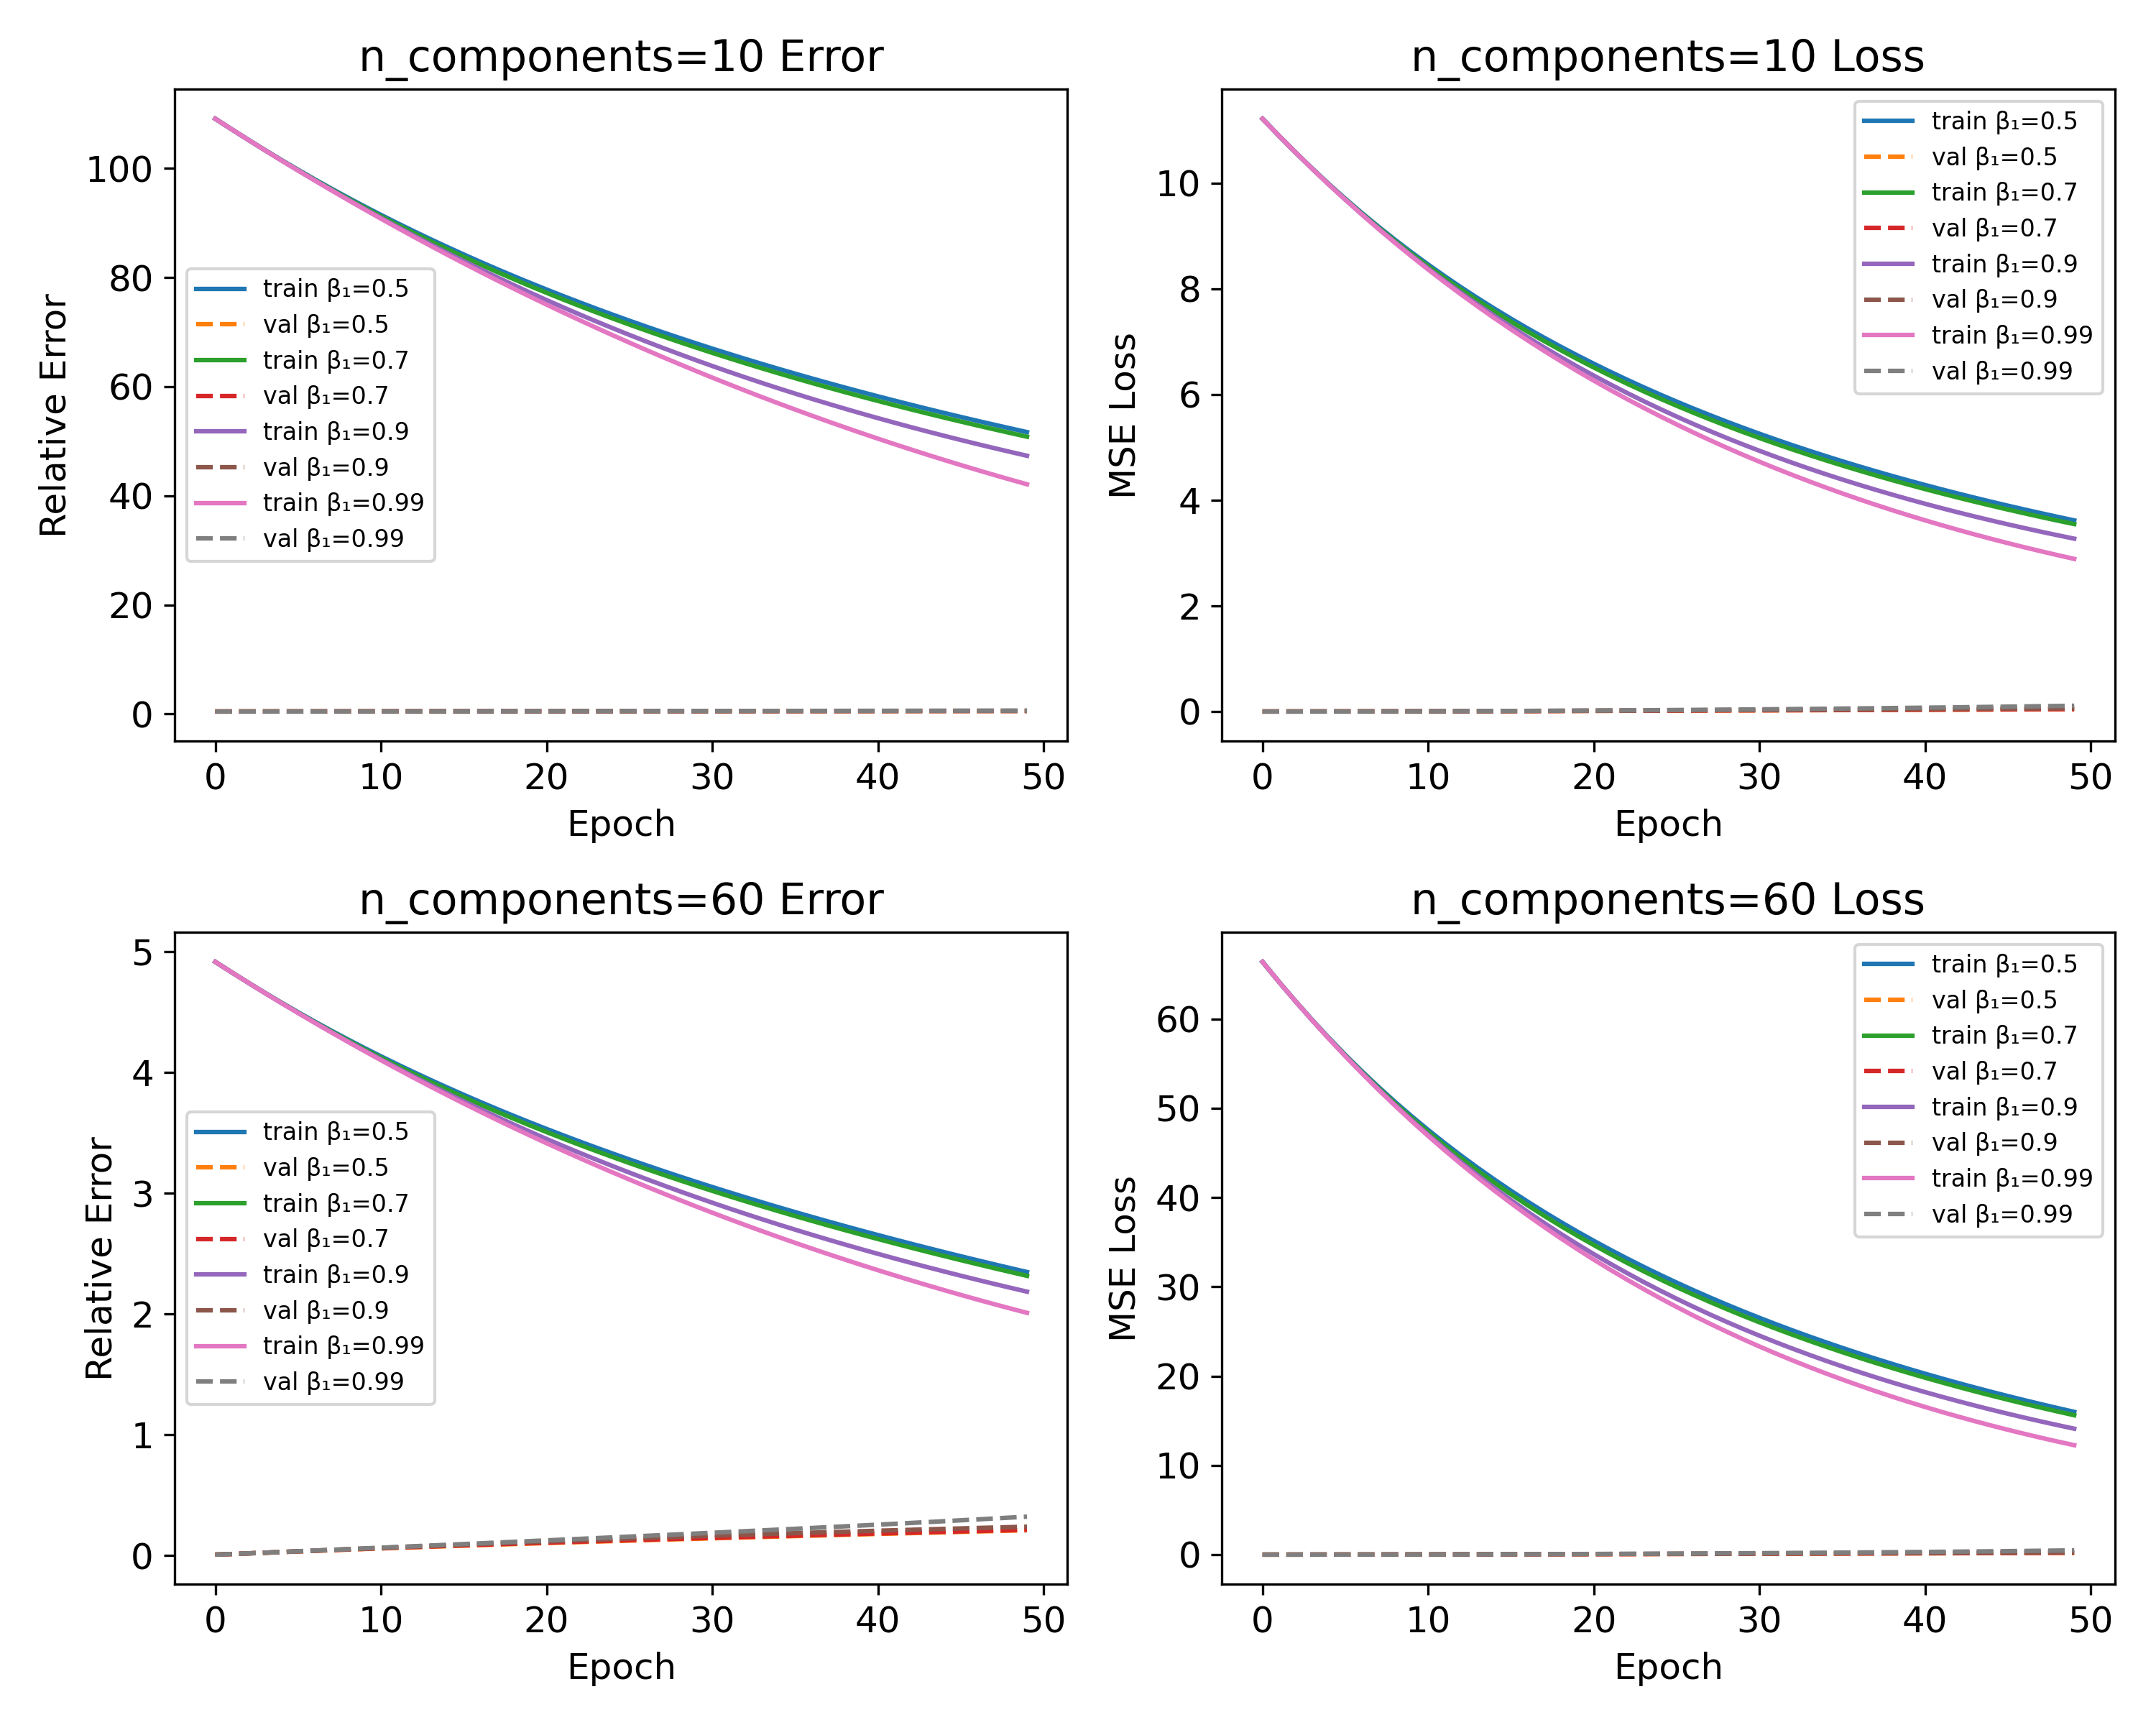 n_components=10 Error
Relative Error
100
80
60
40
20
0
train β₁=0.5
val β₁=0.5
train β₁=0.7
val β₁=0.7
train β₁=0.9
val β₁=0.9
train β₁=0.99
val β₁=0.99
0 10 20 30 40 50
Epoch
n_components=10 Loss
MSE Loss
10
8
6
4
2
0
train β₁=0.5
val β₁=0.5
train β₁=0.7
val β₁=0.7
train β₁=0.9
val β₁=0.9
train β₁=0.99
val β₁=0.99
0 10 20 30 40 50
Epoch
n_components=60 Error
Relative Error
5
4
3
2
1
0
train β₁=0.5
val β₁=0.5
train β₁=0.7
val β₁=0.7
train β₁=0.9
val β₁=0.9
train β₁=0.99
val β₁=0.99
0 10 20 30 40 50
Epoch
n_components=60 Loss
MSE Loss
60
50
40
30
20
10
0
train β₁=0.5
val β₁=0.5
train β₁=0.7
val β₁=0.7
train β₁=0.9
val β₁=0.9
train β₁=0.99
val β₁=0.99
0 10 20 30 40 50
Epoch